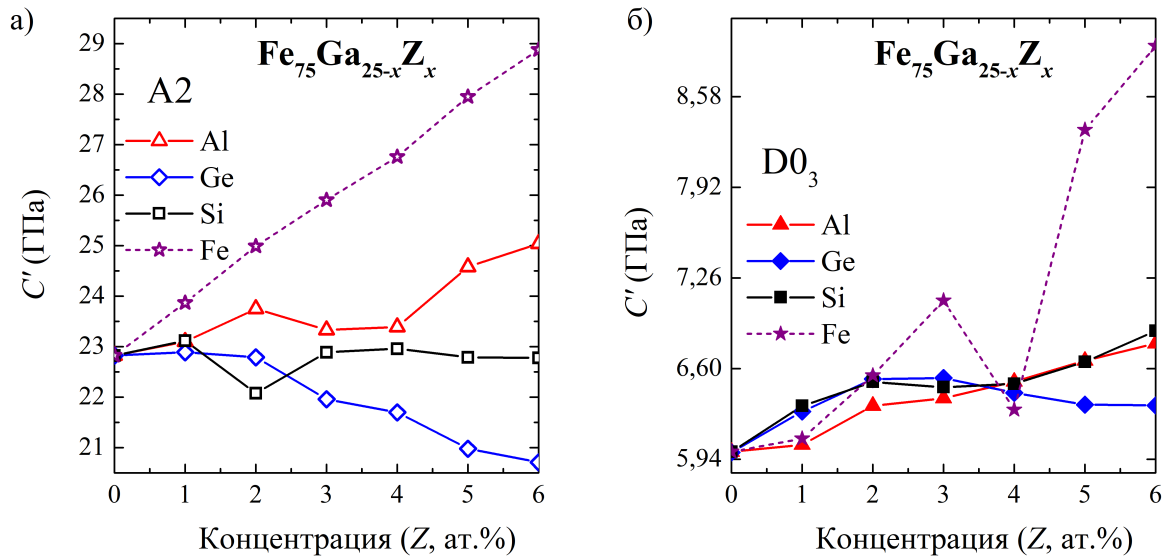 а)
Fe75Ga25-xZx
A2
Al
Ge
Si
Fe
29
28
27
26
25
24
23
22
21
C′ (ГПа)
0 1 2 3 4 5 6
Концентрация (Z, ат.%)
б)
Fe75Ga25-xZx
D03
Al
Ge
Si
Fe
8,58
7,92
7,26
6,60
5,94
C′ (ГПа)
0 1 2 3 4 5 6
Концентрация (Z, ат.%)